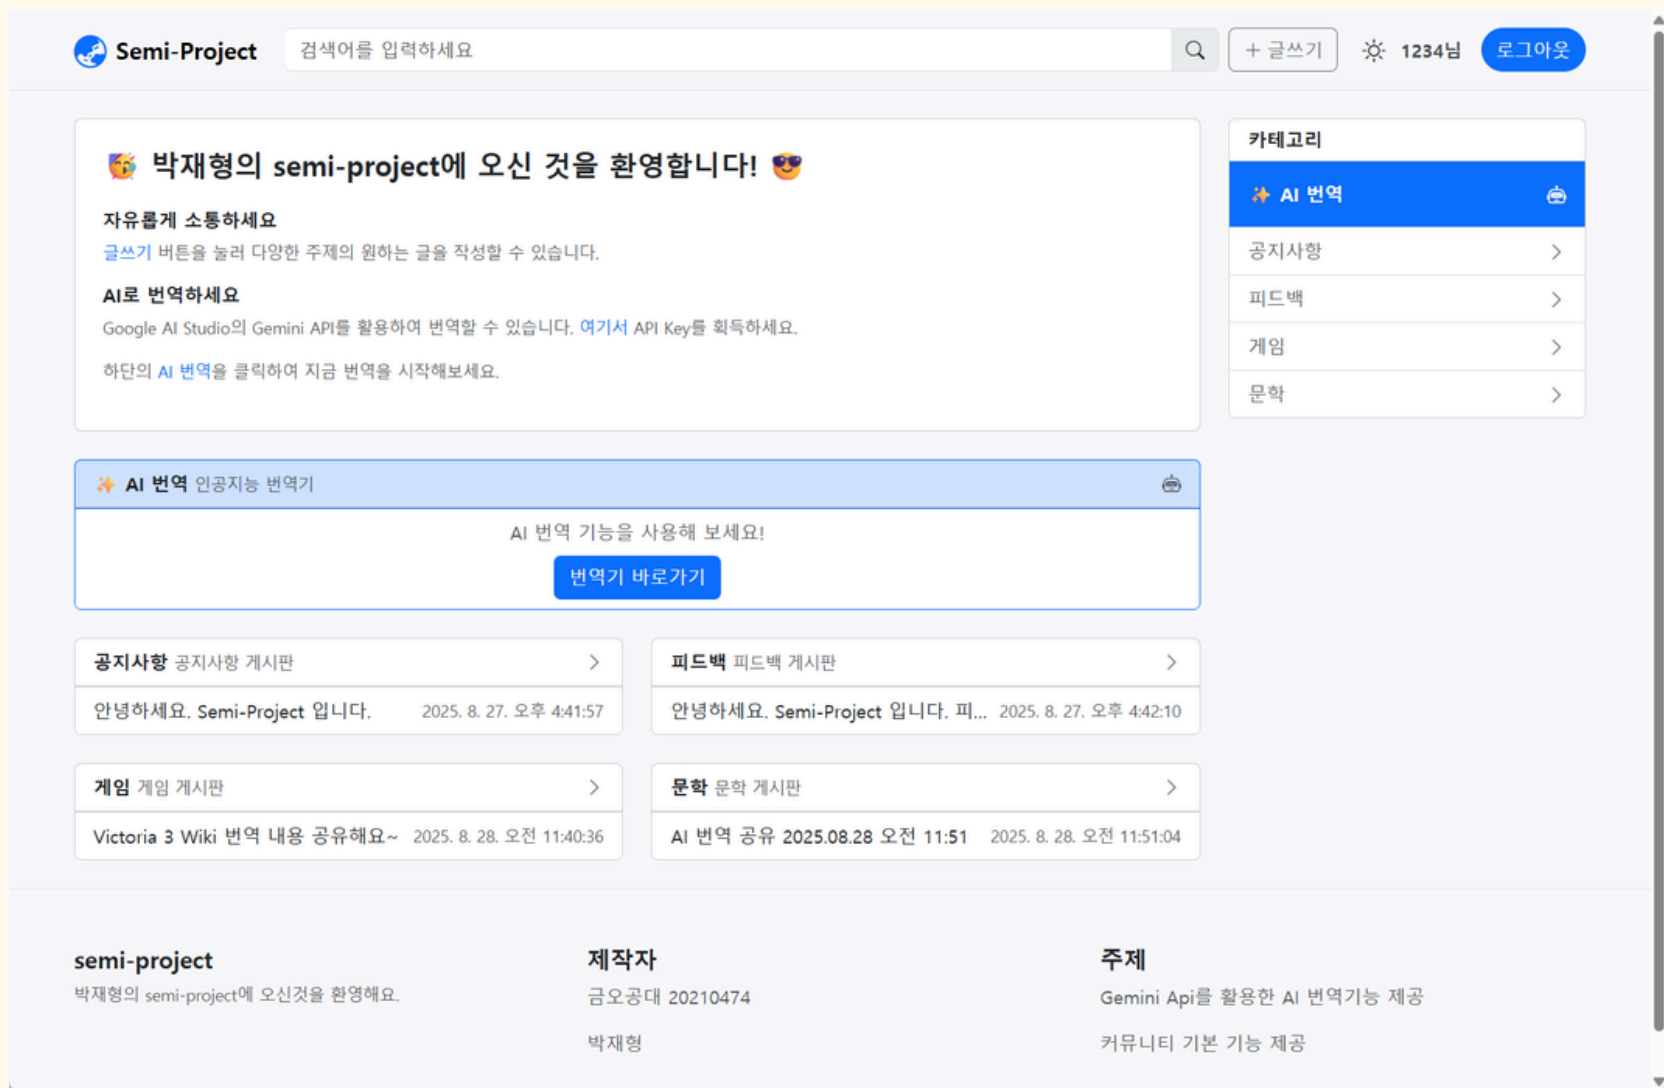 Semi-Project
검색어를 입력하세요
+ 글쓰기
1234님
로그아웃
박재형의 semi-project에 오신 것을 환영합니다!
자유롭게 소통하세요
글쓰기 버튼을 눌러 다양한 주제의 원하는 글을 작성할 수 있습니다.
AI로 번역하세요
Google AI Studio의 Gemini API를 활용하여 번역할 수 있습니다. 여기서 API Key를 획득하세요.
하단의 AI 번역을 클릭하여 지금 번역을 시작해보세요.
카테고리
AI 번역
공지사항
피드백
게임
문학
AI 번역 인공지능 번역기
AI 번역 기능을 사용해 보세요!
번역기 바로가기
공지사항 공지사항 게시판
안녕하세요. Semi-Project 입니다. 2025. 8. 27. 오후 4:41:57
피드백 피드백 게시판
안녕하세요. Semi-Project 입니다. 피... 2025. 8. 27. 오후 4:42:10
게임 게임 게시판
Victoria 3 Wiki 번역 내용 공유해요~ 2025. 8. 28. 오전 11:40:36
문학 문학 게시판
AI 번역 공유 2025.08.28 오전 11:51 2025. 8. 28. 오전 11:51:04
semi-project
박재형의 semi-project에 오신것을 환영해요.
제작자
금오공대 20210474
박재형
주제
Gemini Api를 활용한 AI 번역기능 제공
커뮤니티 기본 기능 제공